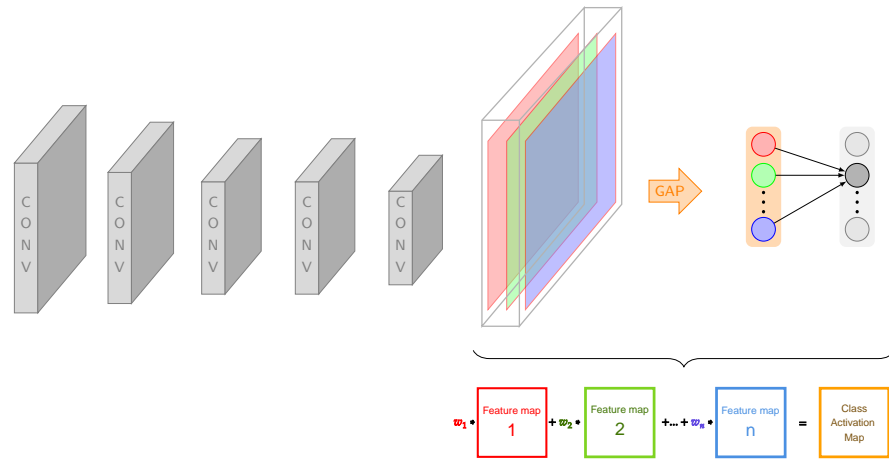 C
O
N
V
C
O
N
V
C
O
N
V
C
O
N
V
C
O
N
V
GAP
w₁ * Feature map 1 + w₂ * Feature map 2 +...+ wₙ * Feature map n = Class Activation Map